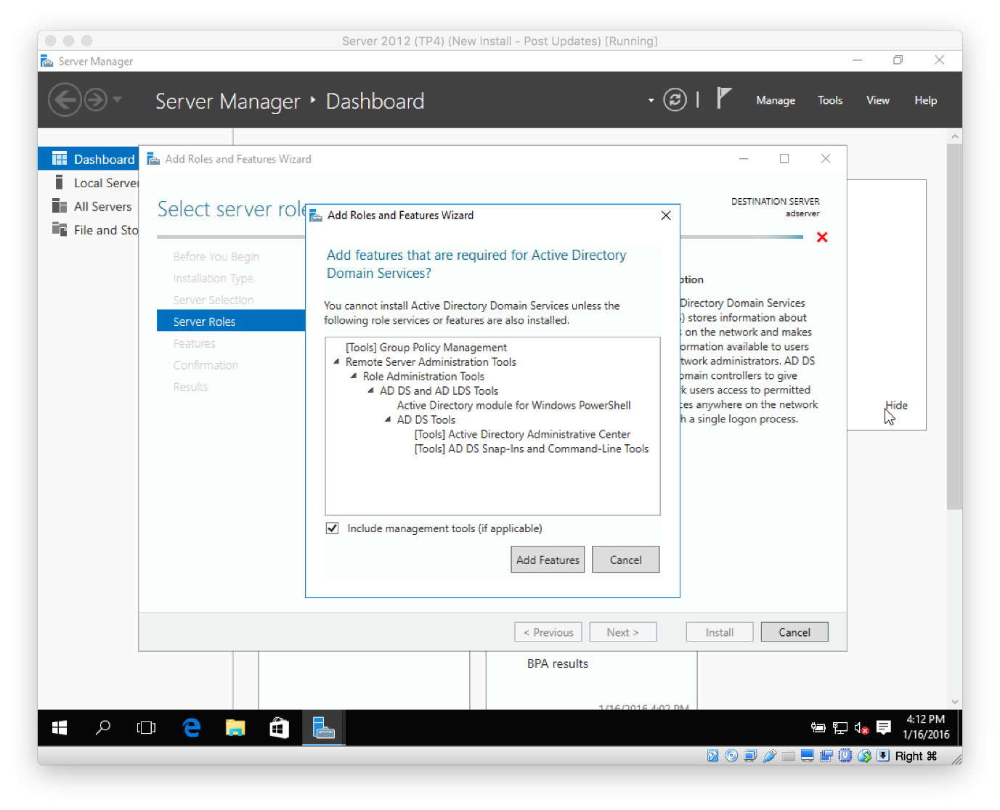 Server 2012 (TP4) (New Install - Post Updates) [Running]
Server Manager
Server Manager ‣ Dashboard
Manage Tools View Help
Dashboard
Local Server
All Servers
File and Sto
Add Roles and Features Wizard
Select server role
DESTINATION SERVER
adserver
Before You Begin
Installation Type
Server Selection
Server Roles
Features
Confirmation
Results
Add Roles and Features Wizard
Add features that are required for Active Directory
Domain Services?
You cannot install Active Directory Domain Services unless the
following role services or features are also installed.
[Tools] Group Policy Management
Remote Server Administration Tools
Role Administration Tools
AD DS and AD LDS Tools
Active Directory module for Windows PowerShell
AD DS Tools
[Tools] Active Directory Administrative Center
[Tools] AD DS Snap-Ins and Command-Line Tools
Include management tools (if applicable)
Add Features Cancel
ption
Directory Domain Services
) stores information about
on the network and makes
ormation available to users
twork administrators. AD DS
omain controllers to give
k users access to permitted
ces anywhere on the network
h a single logon process.
Hide
< Previous Next > Install Cancel
BPA results
1/16/2016 4:02 PM
4:12 PM
1/16/2016
Right ⌘